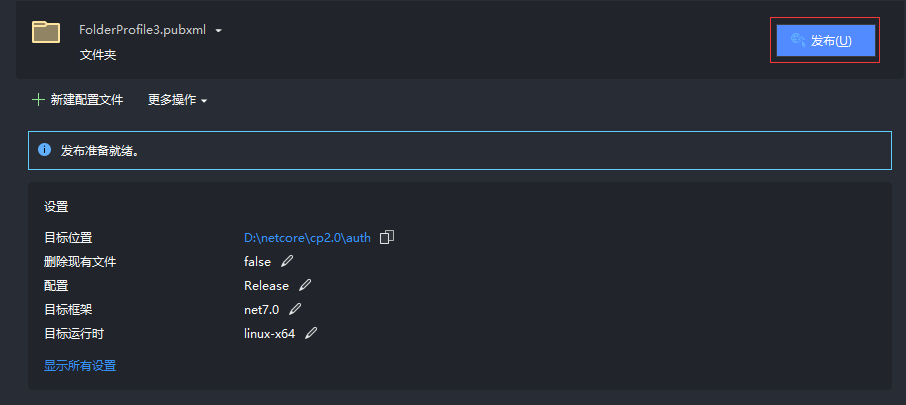 FolderProfile3.pubxml
文件夹
发布(U)
新建配置文件 更多操作
发布准备就绪。
设置
目标位置 D:\netcore\cp2.0\auth
删除现有文件 false
配置 Release
目标框架 net7.0
目标运行时 linux-x64
显示所有设置